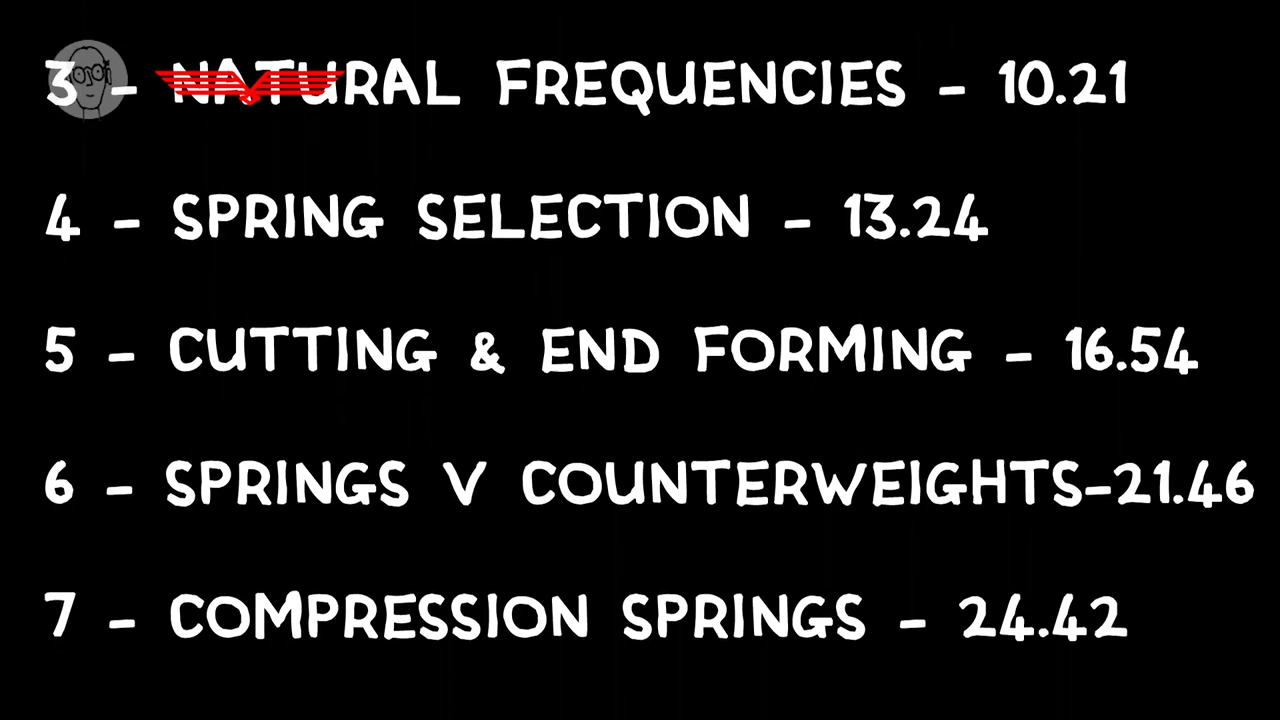 3 - NATURAL FREQUENCIES - 10.21
4 - SPRING SELECTION - 13.24
5 - CUTTING & END FORMING - 16.54
6 - SPRINGS V COUNTERWEIGHTS-21.46
7 - COMPRESSION SPRINGS - 24.42